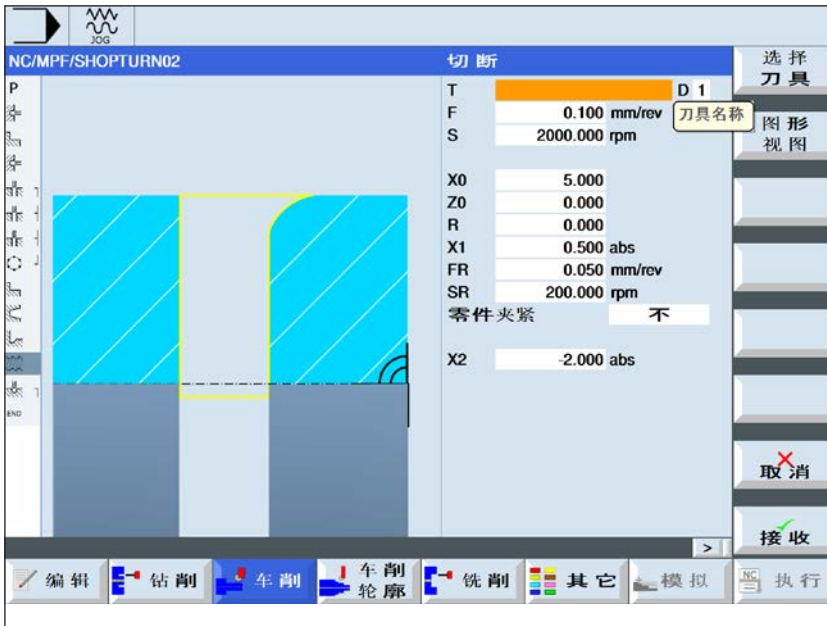 JOG
NC/MPF/SHOPTURN02
切断
选择
刀具
P
T D 1
F 0.100 mm/rev
刀具名称
S 2000.000 rpm
图形
视图
X0 5.000
Z0 0.000
R 0.000
X1 0.500 abs
FR 0.050 mm/rev
SR 200.000 rpm
零件夹紧 不
X2 -2.000 abs
END
取消
接收
>
编辑
钻削
车削
车削
轮廓
铣削
其它
模拟
NC
执行